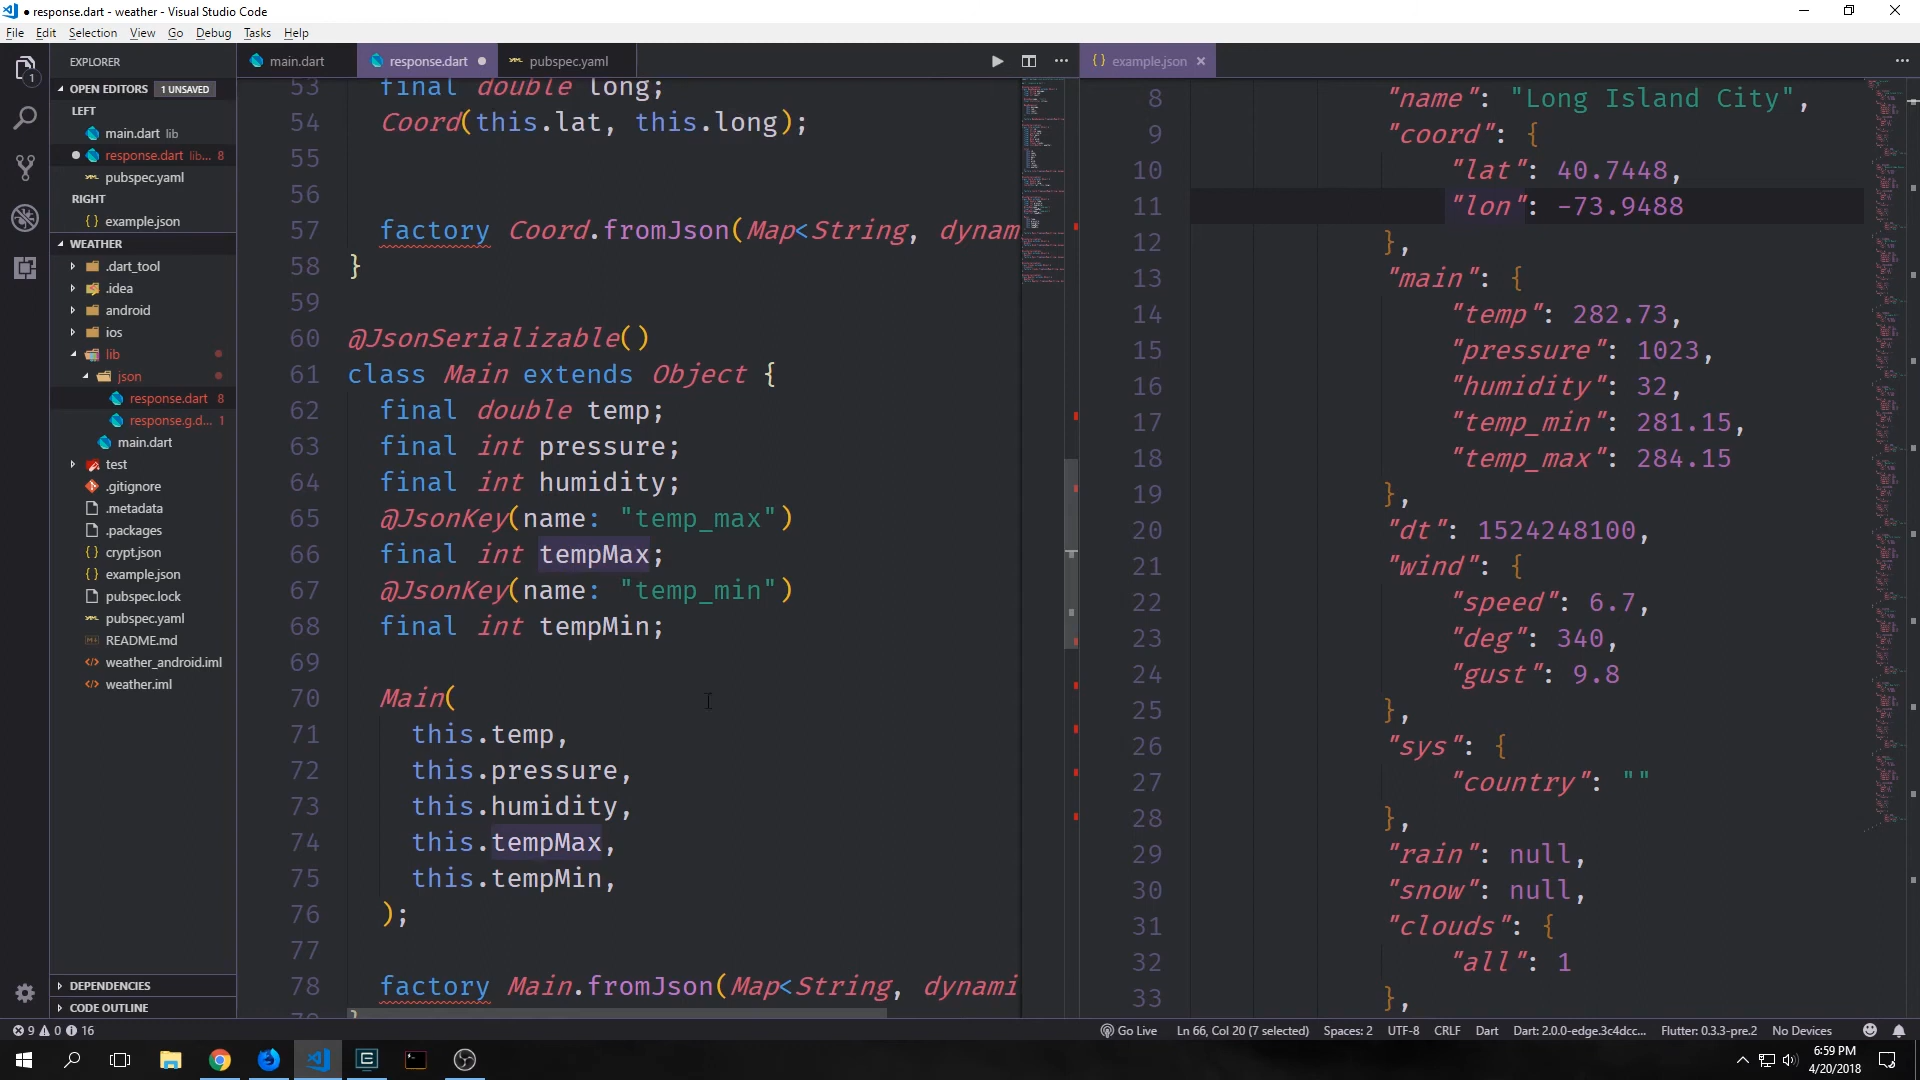 response.dart - weather - Visual Studio Code
File Edit Selection View Go Debug Tasks Help
EXPLORER
OPEN EDITORS 1 UNSAVED
LEFT
main.dart lib
response.dart lib... 8
pubspec.yaml
RIGHT
{ } example.json
WEATHER
.dart_tool
.idea
android
ios
lib
json
response.dart 8
response.g.d... 1
main.dart
test
.gitignore
.metadata
.packages
{ } crypt.json
{ } example.json
pubspec.lock
pubspec.yaml
README.md
weather_android.iml
weather.iml
DEPENDENCIES
CODE OUTLINE
1
main.dart response.dart pubspec.yaml
53 final double long;
54 Coord(this.lat, this.long);
55
56
57 factory Coord.fromJson(Map<String, dynam
58 }
59
60 @JsonSerializable()
61 class Main extends Object {
62 final double temp;
63 final int pressure;
64 final int humidity;
65 @JsonKey(name: "temp_max")
66 final int tempMax;
67 @JsonKey(name: "temp_min")
68 final int tempMin;
69
70 Main(
71 this.temp,
72 this.pressure,
73 this.humidity,
74 this.tempMax,
75 this.tempMin,
76 );
77
78 factory Main.fromJson(Map<String, dynami
79 }
{ } example.json
8 "name": "Long Island City",
9 "coord": {
10 "lat": 40.7448,
11 "lon": -73.9488
12 },
13 "main": {
14 "temp": 282.73,
15 "pressure": 1023,
16 "humidity": 32,
17 "temp_min": 281.15,
18 "temp_max": 284.15
19 },
20 "dt": 1524248100,
21 "wind": {
22 "speed": 6.7,
23 "deg": 340,
24 "gust": 9.8
25 },
26 "sys": {
27 "country": ""
28 },
29 "rain": null,
30 "snow": null,
31 "clouds": {
32 "all": 1
33 },
9 0 16 Go Live Ln 66, Col 20 (7 selected) Spaces: 2 UTF-8 CRLF Dart Dart: 2.0.0-edge.3c4dcc... Flutter: 0.3.3-pre.2 No Devices
6:59 PM
4/20/2018